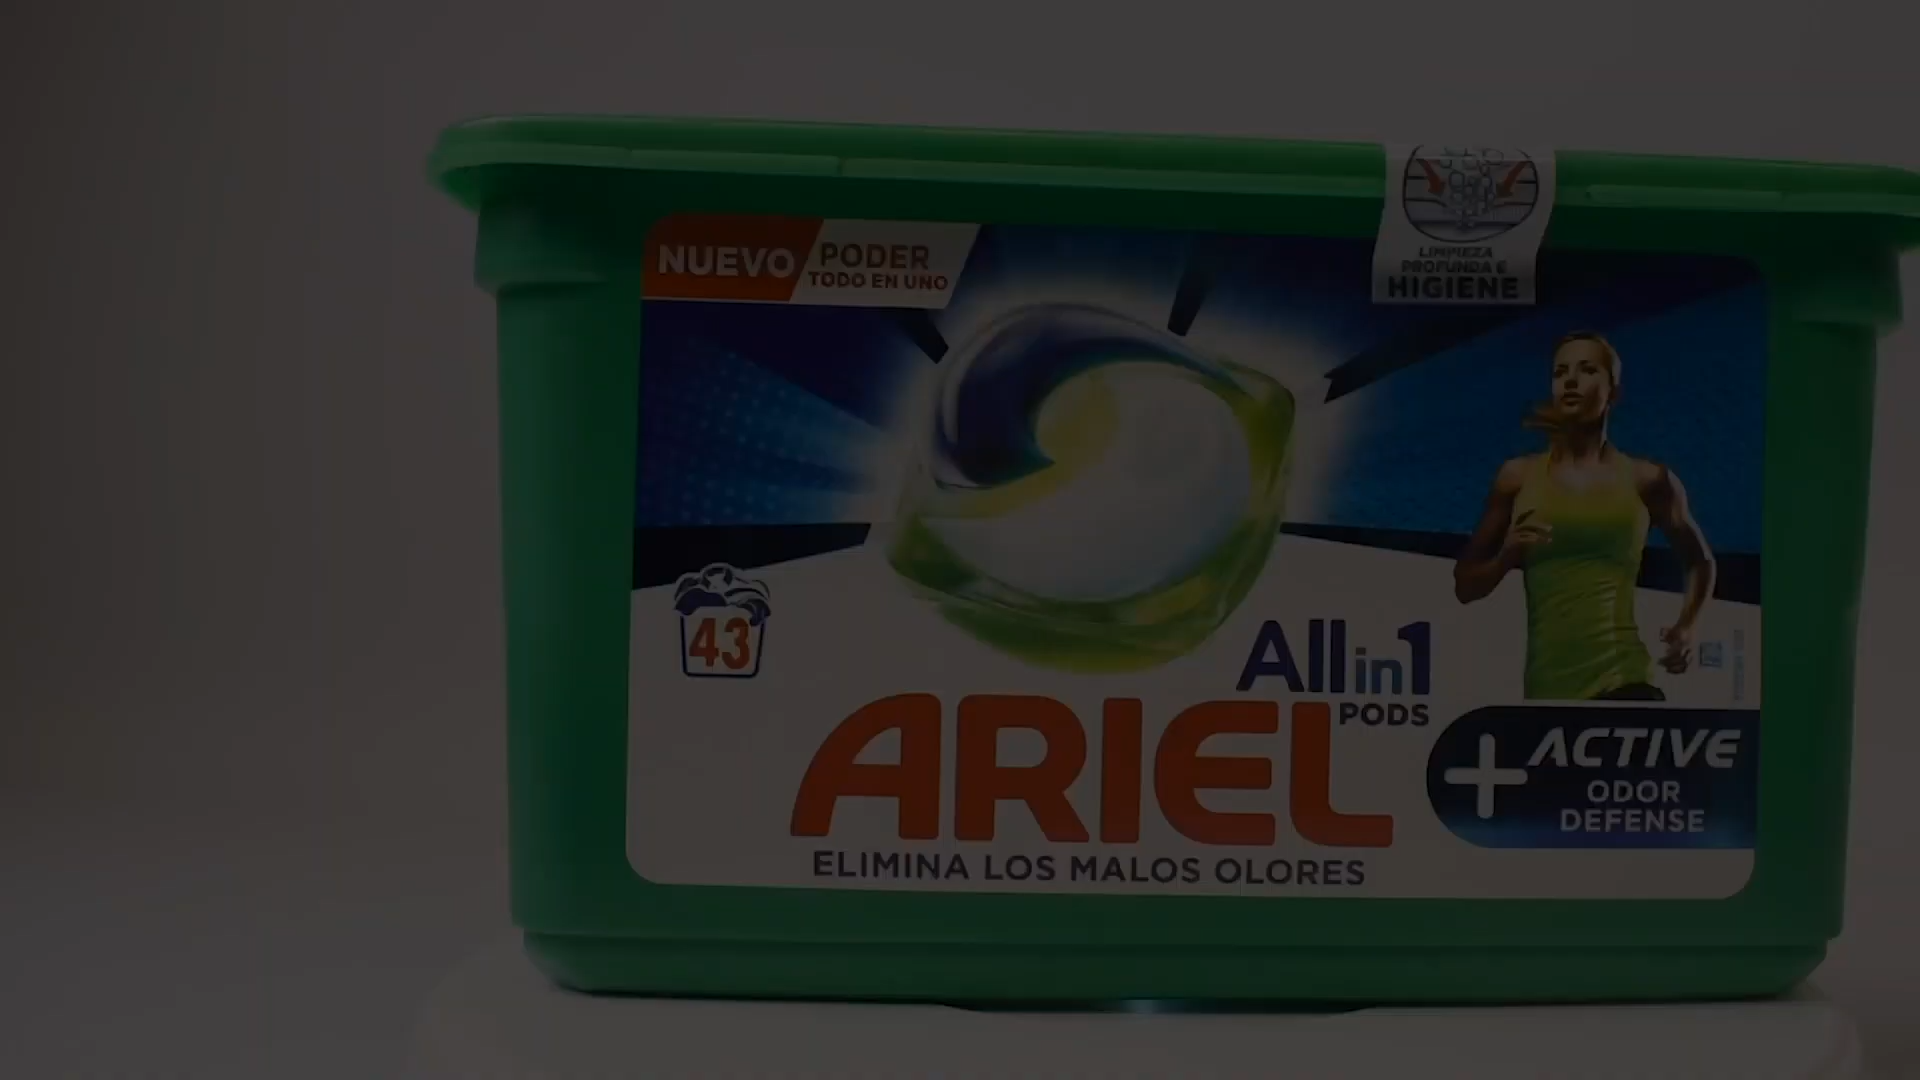 NUEVO
PODER
TODO EN UNO
LIMPIEZA
PROFUNDA E
HIGIENE
43
All in 1
PODS
ARIEL
+ACTIVE
ODOR
DEFENSE
ELIMINA LOS MALOS OLORES